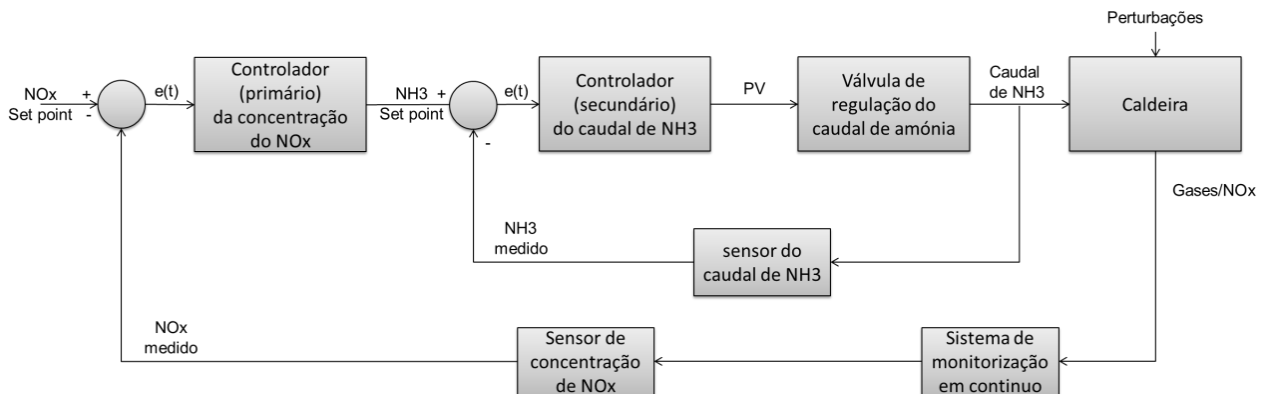 Perturbações
NOx
Set point
+
-
e(t)
Controlador
(primário)
da concentração
do NOx
NH3
Set point
+
-
e(t)
Controlador
(secundário)
do caudal de NH3
PV
Válvula de
regulação do
caudal de amónia
Caudal
de NH3
Caldeira
Gases/NOx
NH3
medido
sensor do
caudal de NH3
NOx
medido
Sensor de
concentração
de NOx
Sistema de
monitorização
em continuo